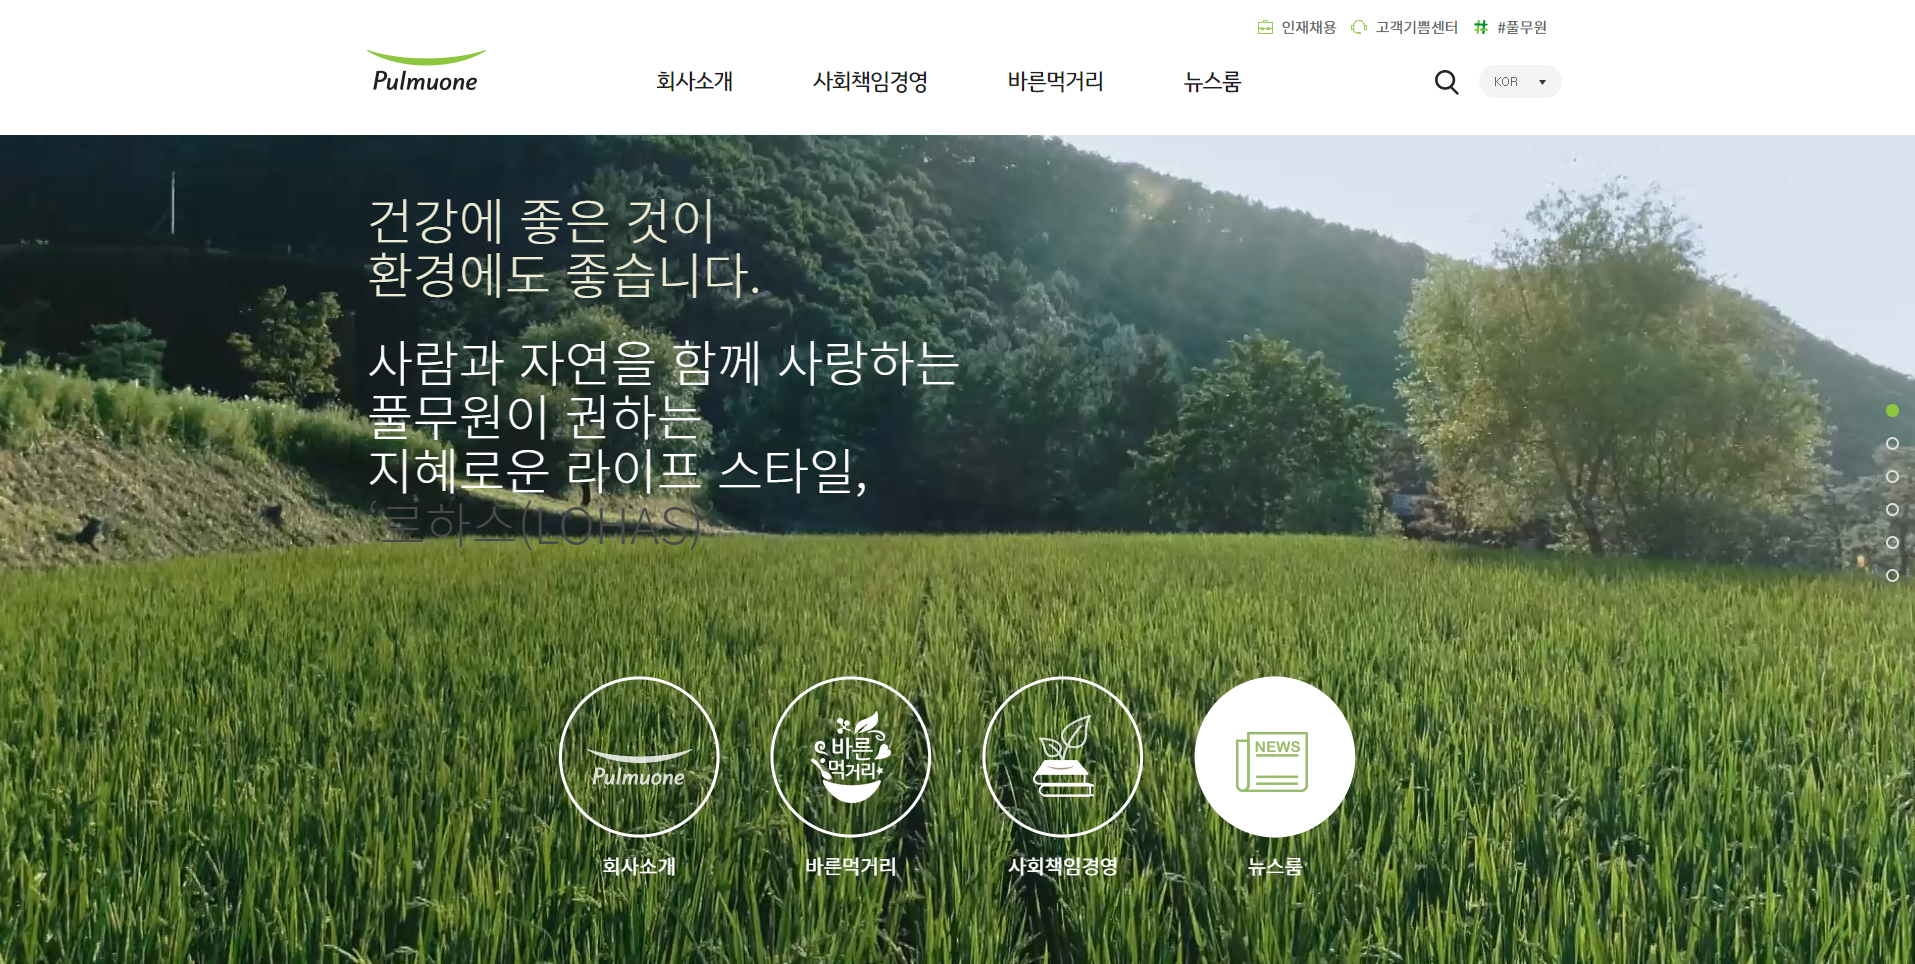 인재채용
고객기쁨센터
#풀무원
Pulmuone
회사소개
사회책임경영
바른먹거리
뉴스룸
KOR
건강에 좋은 것이
환경에도 좋습니다.
사람과 자연을 함께 사랑하는
풀무원이 권하는
지혜로운 라이프 스타일,
‘로하스(LOHAS)’
Pulmuone
바른
먹거리
NEWS
회사소개
바른먹거리
사회책임경영
뉴스룸